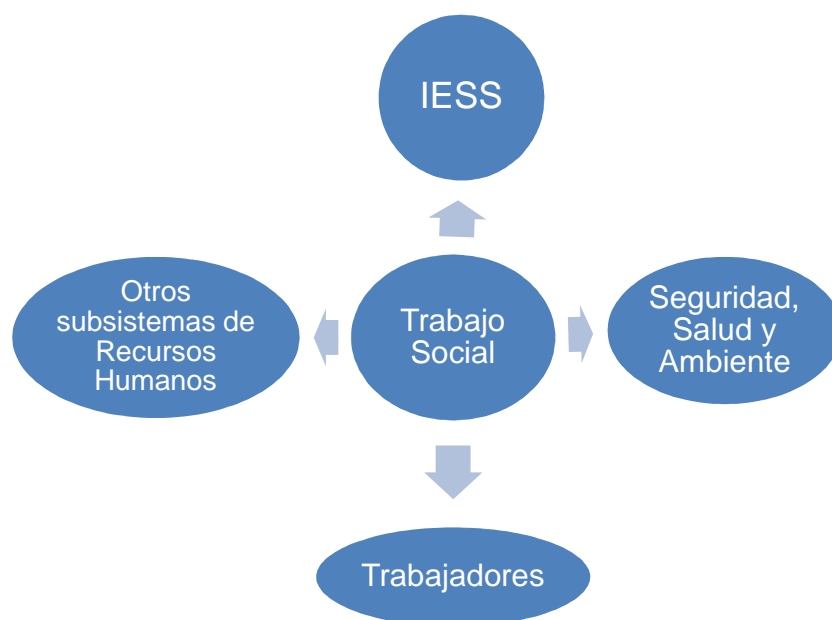 IESS
Otros
subsistemas de
Recursos
Humanos
Trabajo
Social
Seguridad,
Salud y
Ambiente
Trabajadores